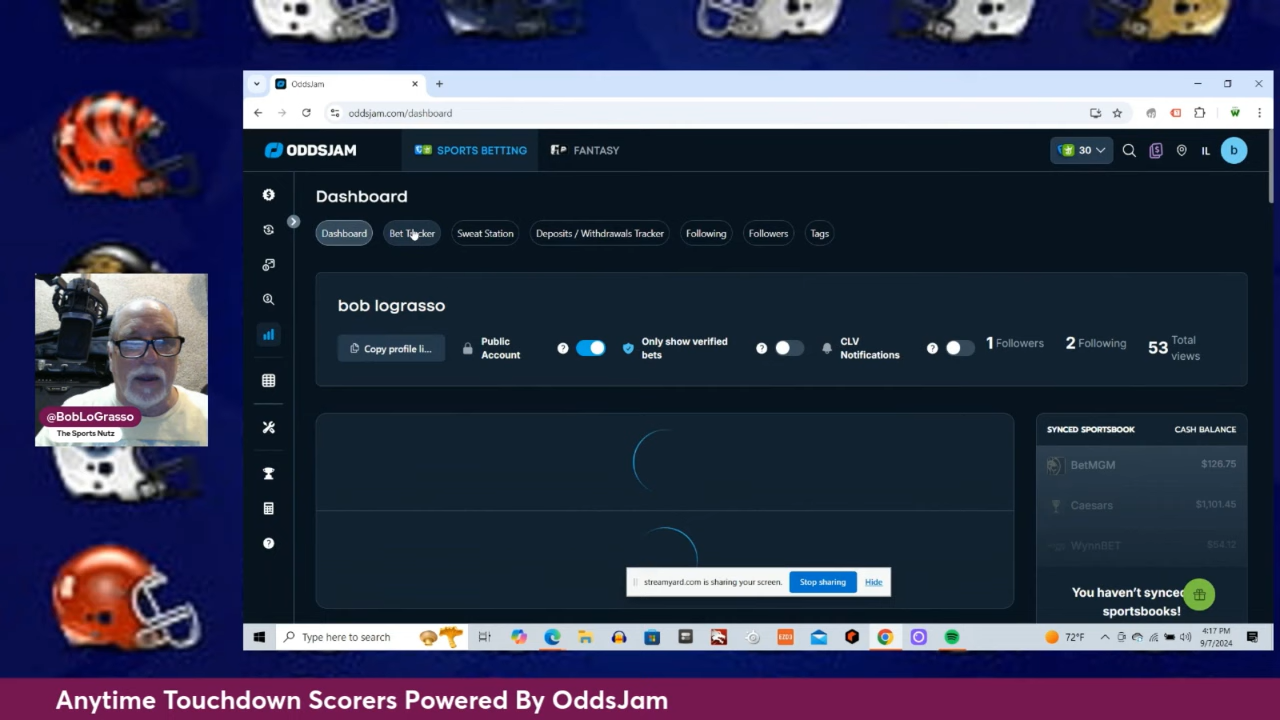 OddsJam
oddsjam.com/dashboard
ODDSJAM
SPORTS BETTING
FANTASY
30
IL
b
Dashboard
Dashboard
Bet Tracker
Sweat Station
Deposits / Withdrawals Tracker
Following
Followers
Tags
bob lograsso
Copy profile li...
Public
Account
Only show verified
bets
CLV
Notifications
1 Followers
2 Following
53 Total
views
SYNCED SPORTSBOOK
CASH BALANCE
BetMGM
$126.75
Caesars
$1,101.45
WynnBET
$54.12
You haven't synced
sportsbooks!
streamyard.com is sharing your screen.
Stop sharing
Hide
@BobLoGrasso
The Sports Nutz
Type here to search
72°F
4:17 PM
9/7/2024
Anytime Touchdown Scorers Powered By OddsJam